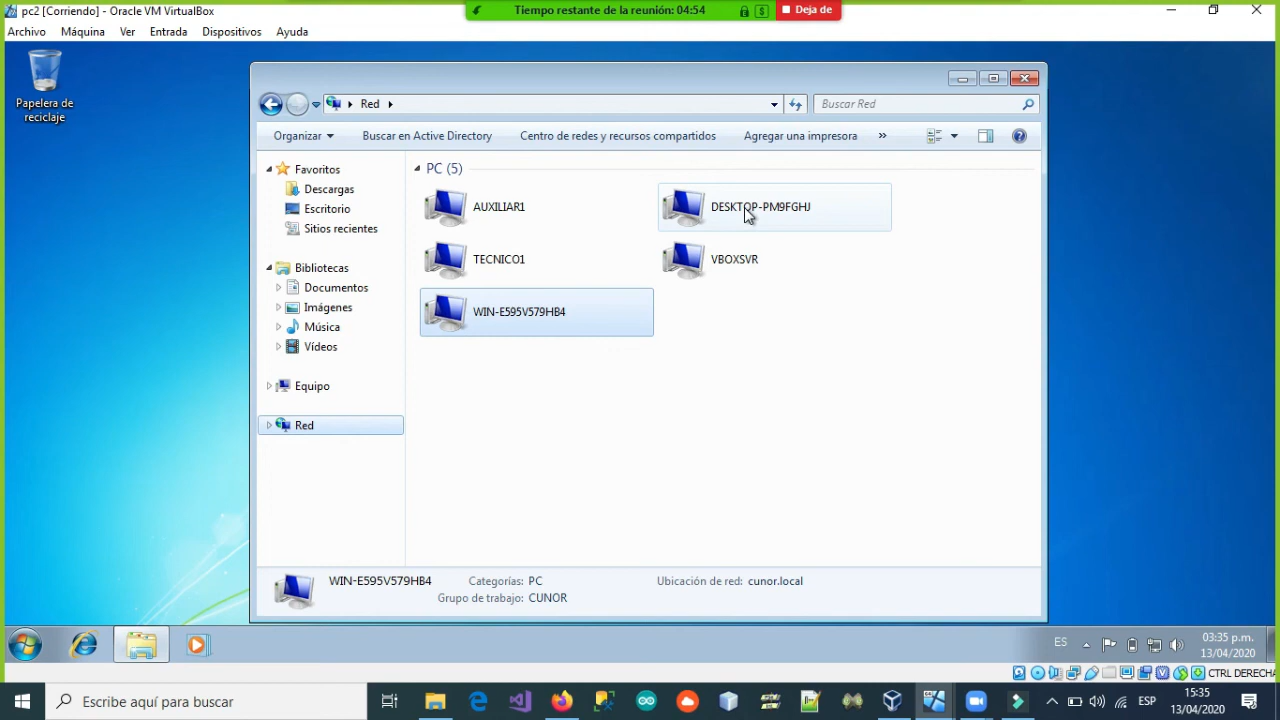 pc2 [Corriendo] - Oracle VM VirtualBox
Tiempo restante de la reunión: 04:54
Deja de
Archivo Máquina Ver Entrada Dispositivos Ayuda
Papelera de
reciclaje
Red
Buscar Red
Organizar Buscar en Active Directory Centro de redes y recursos compartidos Agregar una impresora »
Favoritos
Descargas
Escritorio
Sitios recientes
Bibliotecas
Documentos
Imágenes
Música
Vídeos
Equipo
Red
PC (5)
AUXILIAR1
DESKTOP-PM9FGHJ
TECNICO1
VBOXSVR
WIN-E595V579HB4
WIN-E595V579HB4 Categorías: PC Ubicación de red: cunor.local
Grupo de trabajo: CUNOR
ES
03:35 p.m.
13/04/2020
CTRL DERECHA
Escribe aquí para buscar
ESP
15:35
13/04/2020